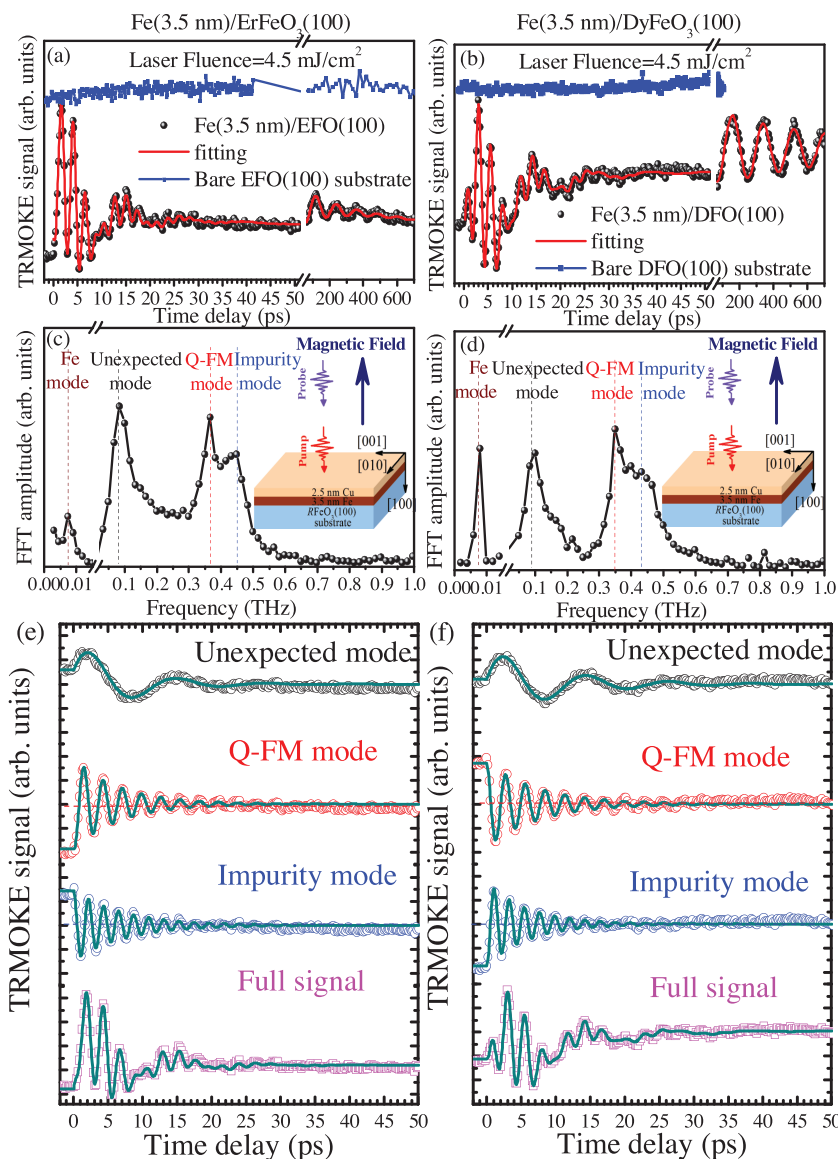 Fe(3.5 nm)/ErFeO3(100)
Fe(3.5 nm)/DyFeO3(100)
(a)
Laser Fluence=4.5 mJ/cm2
Fe(3.5 nm)/EFO(100)
fitting
Bare EFO(100) substrate
TRMOKE signal (arb. units)
0 5 10 15 20 25 30 35 40 45 50 200 400 600
Time delay (ps)
(b)
Laser Fluence=4.5 mJ/cm2
Fe(3.5 nm)/DFO(100)
fitting
Bare DFO(100) substrate
TRMOKE signal (arb. units)
0 5 10 15 20 25 30 35 40 45 50 200 400 600
Time delay (ps)
(c)
Fe
mode
Unexpected
mode
Q-FM
mode
Impurity
mode
Magnetic Field
Probe
Pump
[001]
[010]
[100]
2.5 nm Cu
3.5 nm Fe
RFeO3(100)
substrate
FFT amplitude (arb. units)
0.00 0.01 0.1 0.2 0.3 0.4 0.5 0.6 0.7 0.8 0.9 1.0
Frequency (THz)
(d)
Fe
mode
Unexpected
mode
Q-FM
mode
Impurity
mode
Magnetic Field
Probe
Pump
[001]
[010]
[100]
2.5 nm Cu
3.5 nm Fe
RFeO3(100)
substrate
FFT amplitude (arb. units)
0.00 0.01 0.1 0.2 0.3 0.4 0.5 0.6 0.7 0.8 0.9 1.0
Frequency (THz)
(e)
Unexpected mode
Q-FM mode
Impurity mode
Full signal
TRMOKE signal (arb. units)
0 5 10 15 20 25 30 35 40 45 50
Time delay (ps)
(f)
Unexpected mode
Q-FM mode
Impurity mode
Full signal
TRMOKE signal (arb. units)
0 5 10 15 20 25 30 35 40 45 50
Time delay (ps)